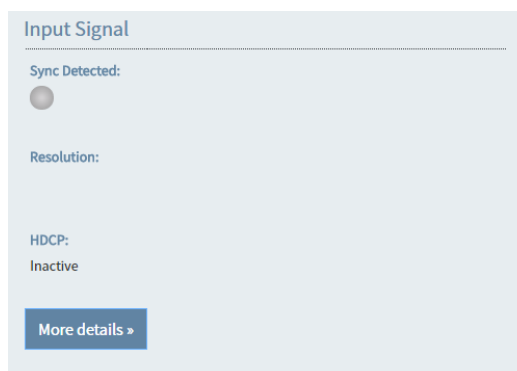 Input Signal
Sync Detected:
Resolution:
HDCP:
Inactive
More details »